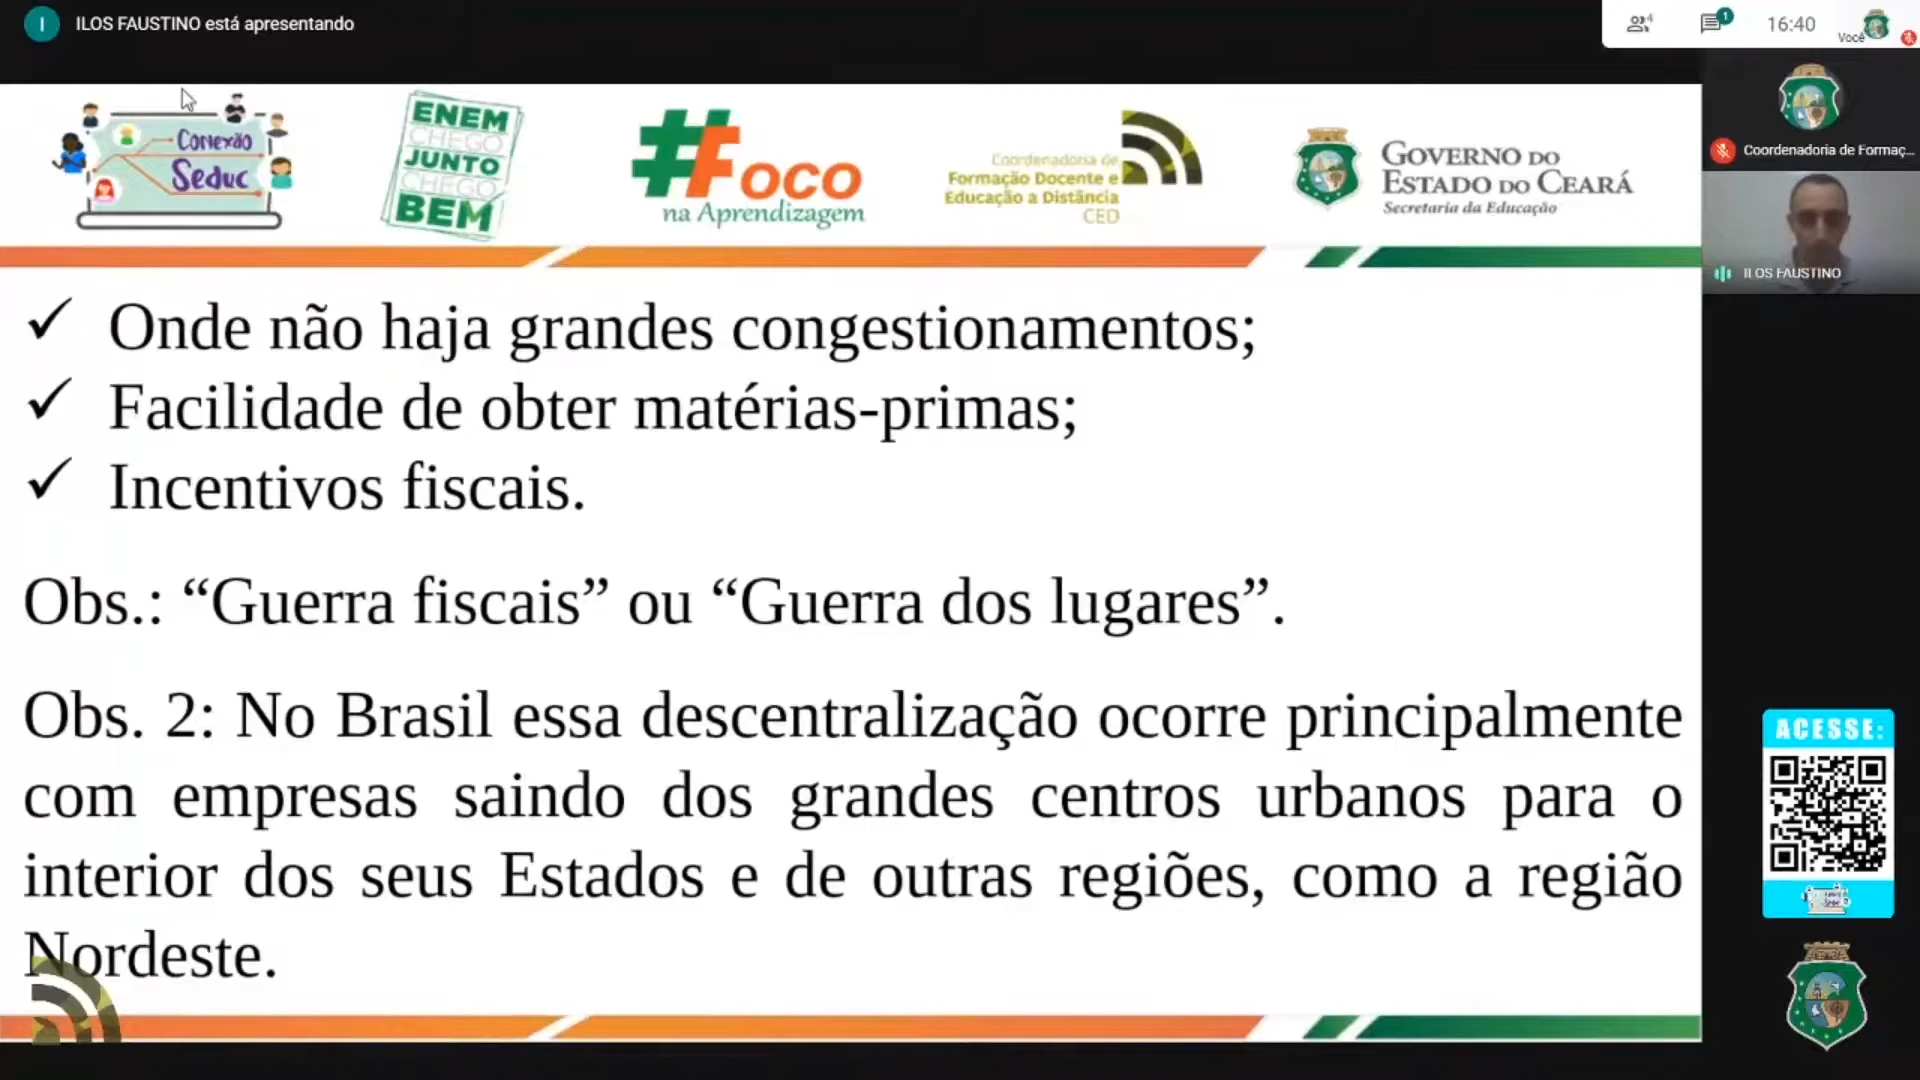 I ILOS FAUSTINO está apresentando
4 1 16:40 Você
Conexão
Seduc
ENEM
CHEGO
JUNTO
CHEGO
BEM
#Foco
na Aprendizagem
Coordenadoria de
Formação Docente e
Educação a Distância
CED
GOVERNO DO
ESTADO DO CEARÁ
Secretaria da Educação
Coordenadoria de Formaç...
ILOS FAUSTINO
✓ Onde não haja grandes congestionamentos;
✓ Facilidade de obter matérias-primas;
✓ Incentivos fiscais.
Obs.: “Guerra fiscais” ou “Guerra dos lugares”.
Obs. 2: No Brasil essa descentralização ocorre principalmente
com empresas saindo dos grandes centros urbanos para o
interior dos seus Estados e de outras regiões, como a região
Nordeste.
ACESSE: